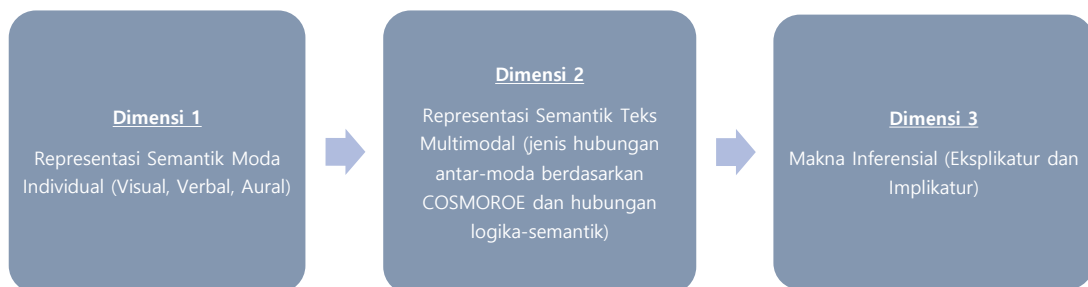 Dimensi 1
Representasi Semantik Moda
Individual (Visual, Verbal, Aural)
Dimensi 2
Representasi Semantik Teks
Multimodal (jenis hubungan
antar-moda berdasarkan
COSMOROE dan hubungan
logika-semantik)
Dimensi 3
Makna Inferensial (Eksplikatur dan
Implikatur)